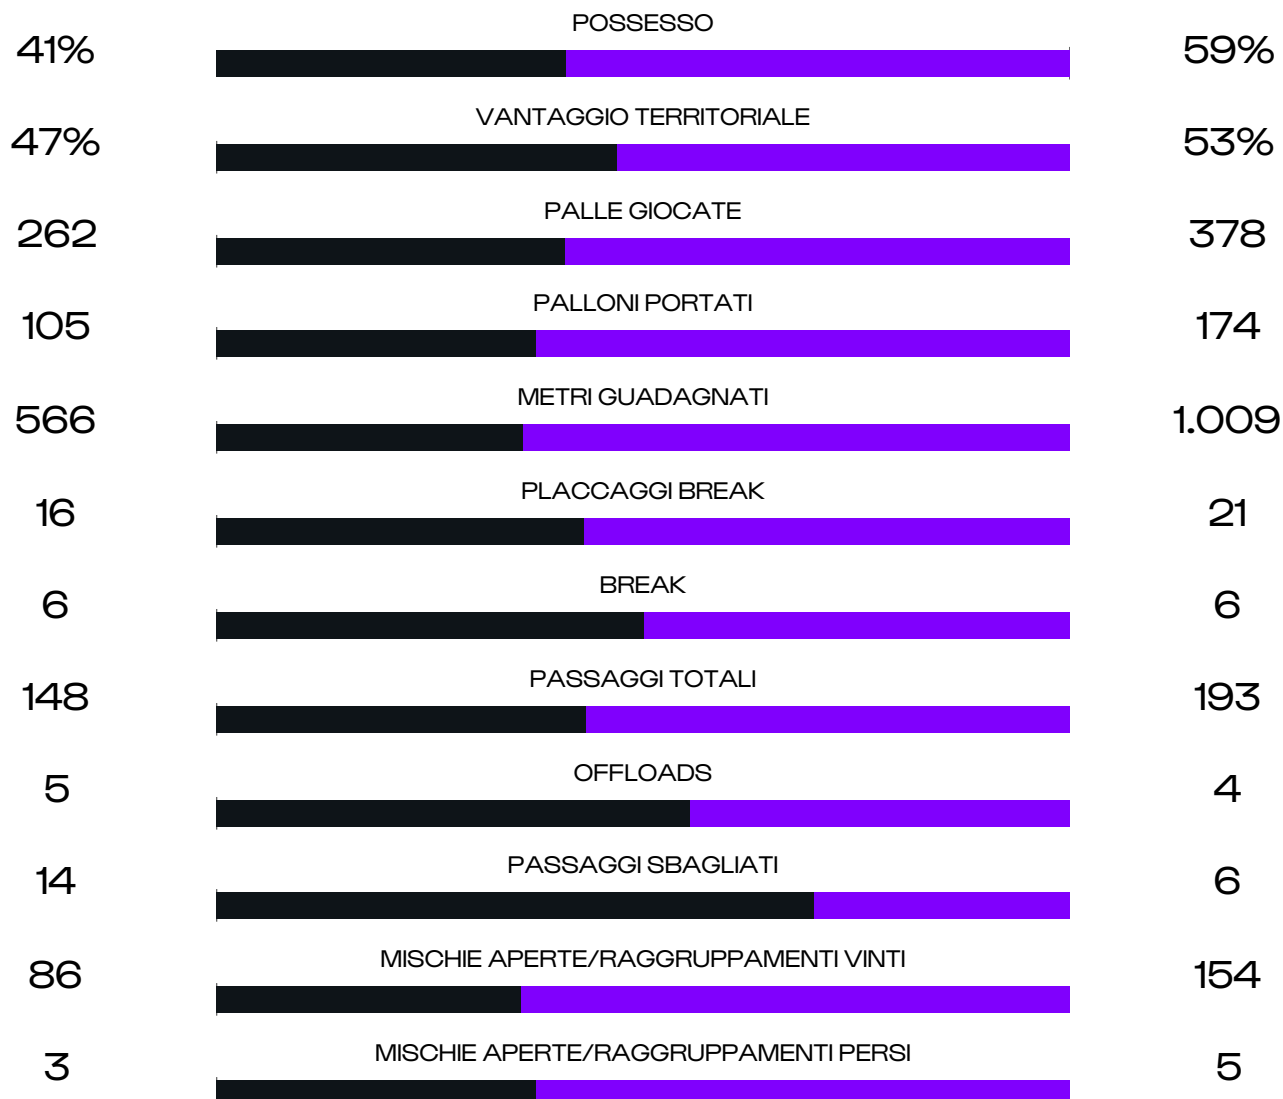 POSSESSO
41%
59%
VANTAGGIO TERRITORIALE
47%
53%
PALLE GIOCATE
262
378
PALLONI PORTATI
105
174
METRI GUADAGNATI
566
1.009
PLACCAGGI BREAK
16
21
BREAK
6
6
PASSAGGI TOTALI
148
193
OFFLOADS
5
4
PASSAGGI SBAGLIATI
14
6
MISCHIE APERTE/RAGGRUPPAMENTI VINTI
86
154
MISCHIE APERTE/RAGGRUPPAMENTI PERSI
3
5